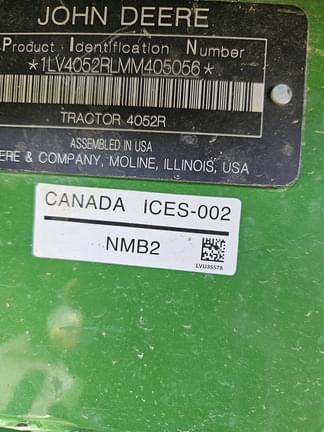 JOHN DEERE
Product Identification Number
*1LV4052RLMM405056*
TRACTOR 4052R
ASSEMBLED IN USA
ERE & COMPANY, MOLINE, ILLINOIS, USA
CANADA ICES-002
NMB2
LVU35578